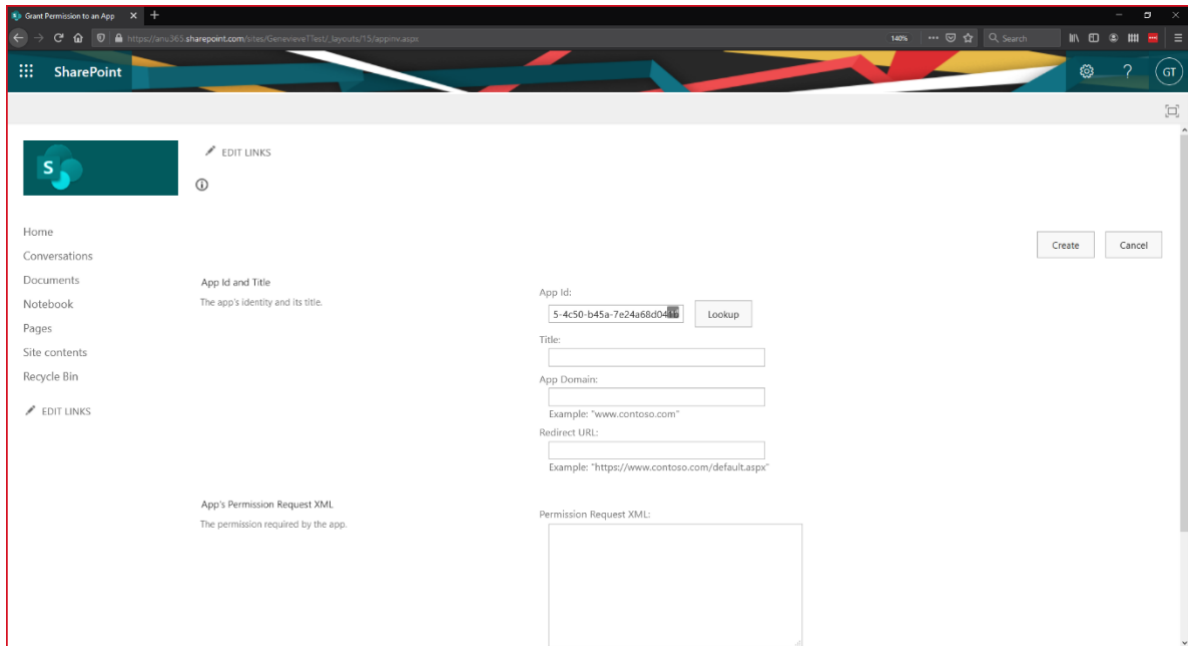 Grant Permission to an App
https://anu365.sharepoint.com/sites/GenevieveTTest/_layouts/15/appinv.aspx
140%
Search
SharePoint
?
GT
S
EDIT LINKS
Home
Conversations
Documents
Notebook
Pages
Site contents
Recycle Bin
EDIT LINKS
Create
Cancel
App Id and Title
The app's identity and its title.
App Id:
Lookup
Title:
App Domain:
Example: "www.contoso.com"
Redirect URL:
Example: "https://www.contoso.com/default.aspx"
App's Permission Request XML
The permission required by the app.
Permission Request XML: